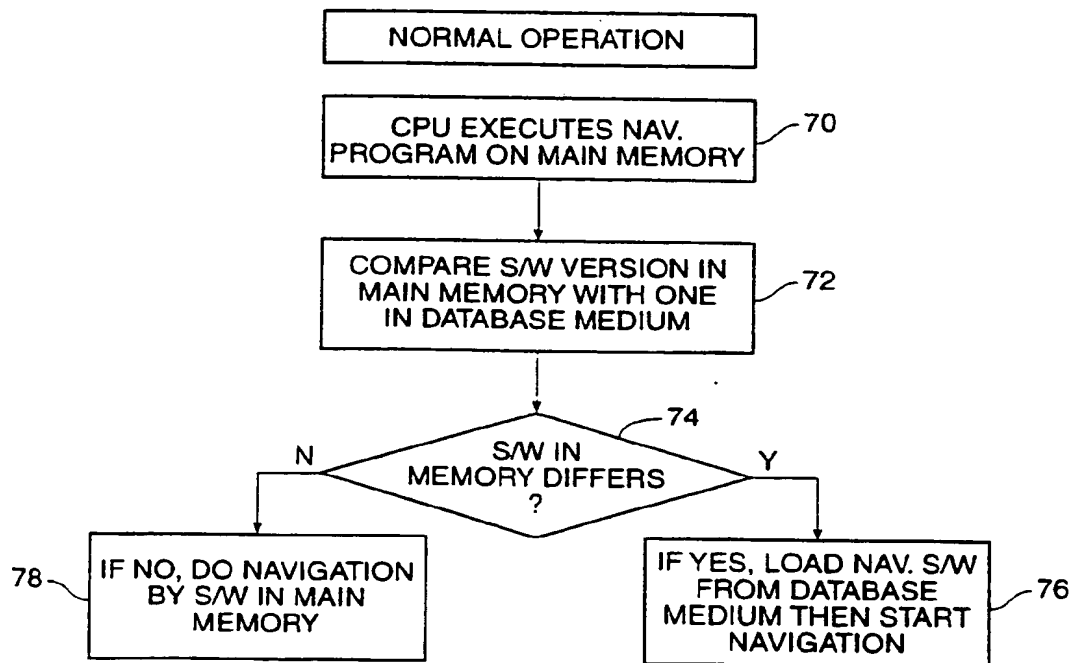 NORMAL OPERATION
CPU EXECUTES NAV.
PROGRAM ON MAIN MEMORY
70
COMPARE S/W VERSION IN
MAIN MEMORY WITH ONE
IN DATABASE MEDIUM
72
74
S/W IN
MEMORY DIFFERS
?
N
Y
78
IF NO, DO NAVIGATION
BY S/W IN MAIN
MEMORY
IF YES, LOAD NAV. S/W
FROM DATABASE
MEDIUM THEN START
NAVIGATION
76